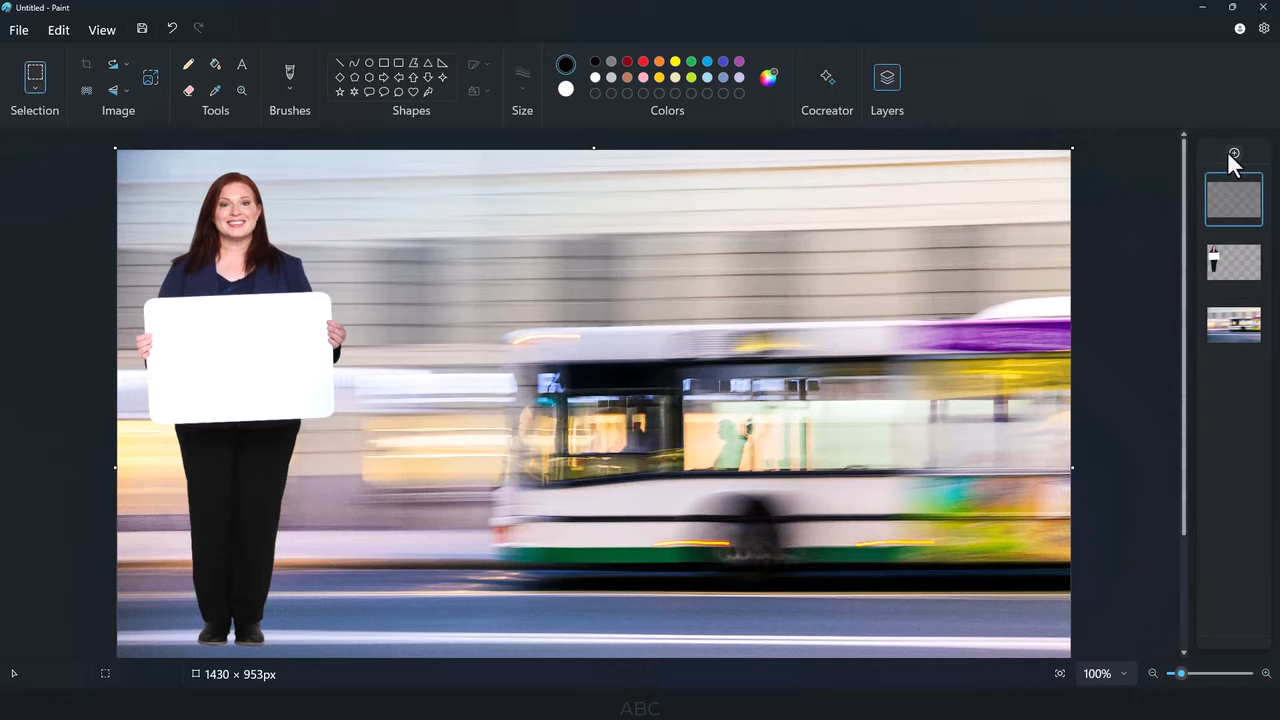 Untitled - Paint
File Edit View
A
Selection Image Tools Brushes Shapes Size Colors Cocreator Layers
1430 × 953px
100%
ABC